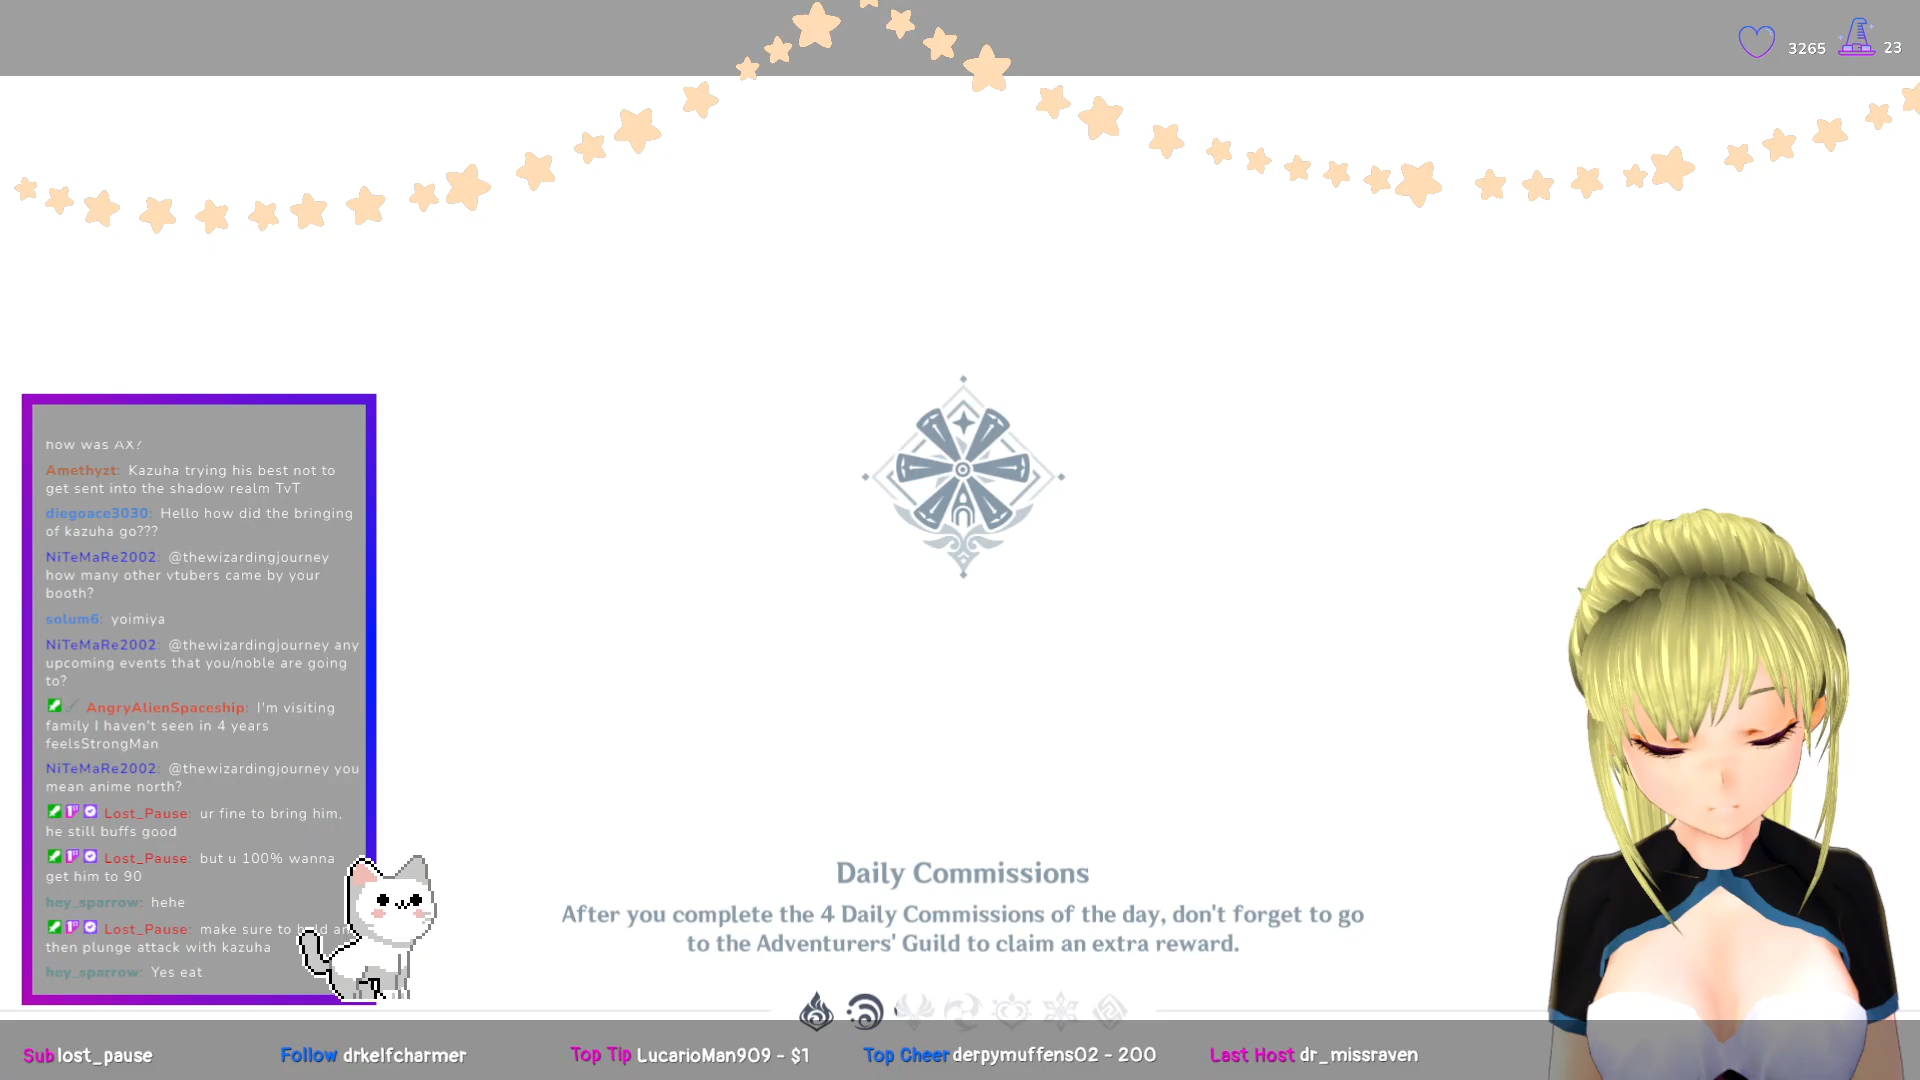 3265
23
how was AX?
Amethyzt: Kazuha trying his best not to
get sent into the shadow realm TvT
diegoace3030: Hello how did the bringing
of kazuha go???
NiTeMaRe2002: @thewizardingjourney
how many other vtubers came by your
booth?
solum6: yoimiya
NiTeMaRe2002: @thewizardingjourney any
upcoming events that you/noble are going
to?
AngryAlienSpaceship: I'm visiting
family I haven't seen in 4 years
feelsStrongMan
NiTeMaRe2002: @thewizardingjourney you
mean anime north?
Lost_Pause: ur fine to bring him,
he still buffs good
Lost_Pause: but u 100% wanna
get him to 90
hey_sparrow: hehe
Lost_Pause: make sure to
then plunge attack with kazuha
hey_sparrow: Yes eat
Daily Commissions
After you complete the 4 Daily Commissions of the day, don't forget to go
to the Adventurers' Guild to claim an extra reward.
Sub lost_pause
Follow drkelfcharmer
Top Tip LucarioMan909 - $1
Top Cheer derpymuffens02 - 200
Last Host dr_missraven